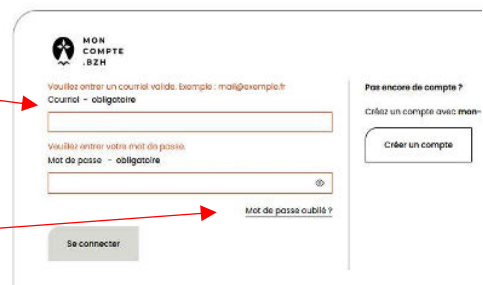 MON
COMPTE
.BZH
Veuillez entrer un courriel valide. Exemple : mail@exemple.fr
Courriel - obligatoire
Veuillez entrer votre mot de passe.
Mot de passe - obligatoire
Mot de passe oublié ?
Se connecter
Pas encore de compte ?
Créez un compte avec mon-
Créer un compte